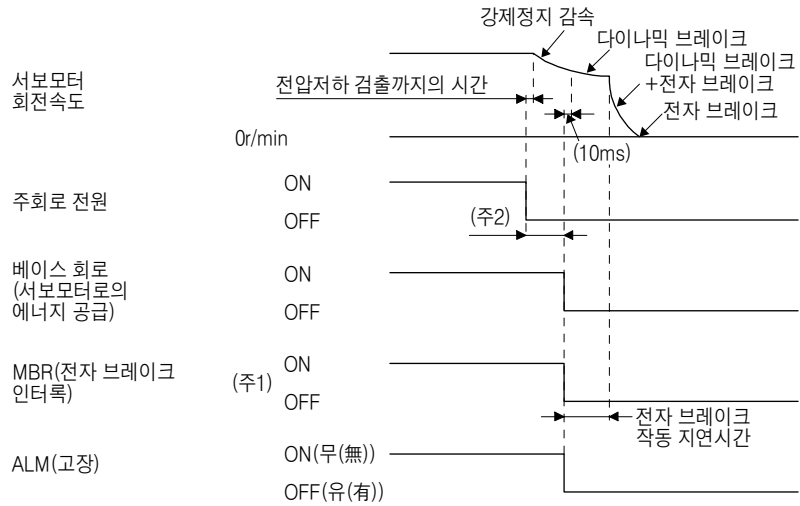 강제정지 감속
다이나믹 브레이크
다이나믹 브레이크
+전자 브레이크
전자 브레이크
서보모터
회전속도
전압저하 검출까지의 시간
0r/min
(10ms)
주회로 전원
ON
OFF
(주2)
베이스 회로
(서보모터로의
에너지 공급)
ON
OFF
MBR(전자 브레이크
인터록)
(주1)
ON
OFF
전자 브레이크
작동 지연시간
ALM(고장)
ON(무(無))
OFF(유(有))